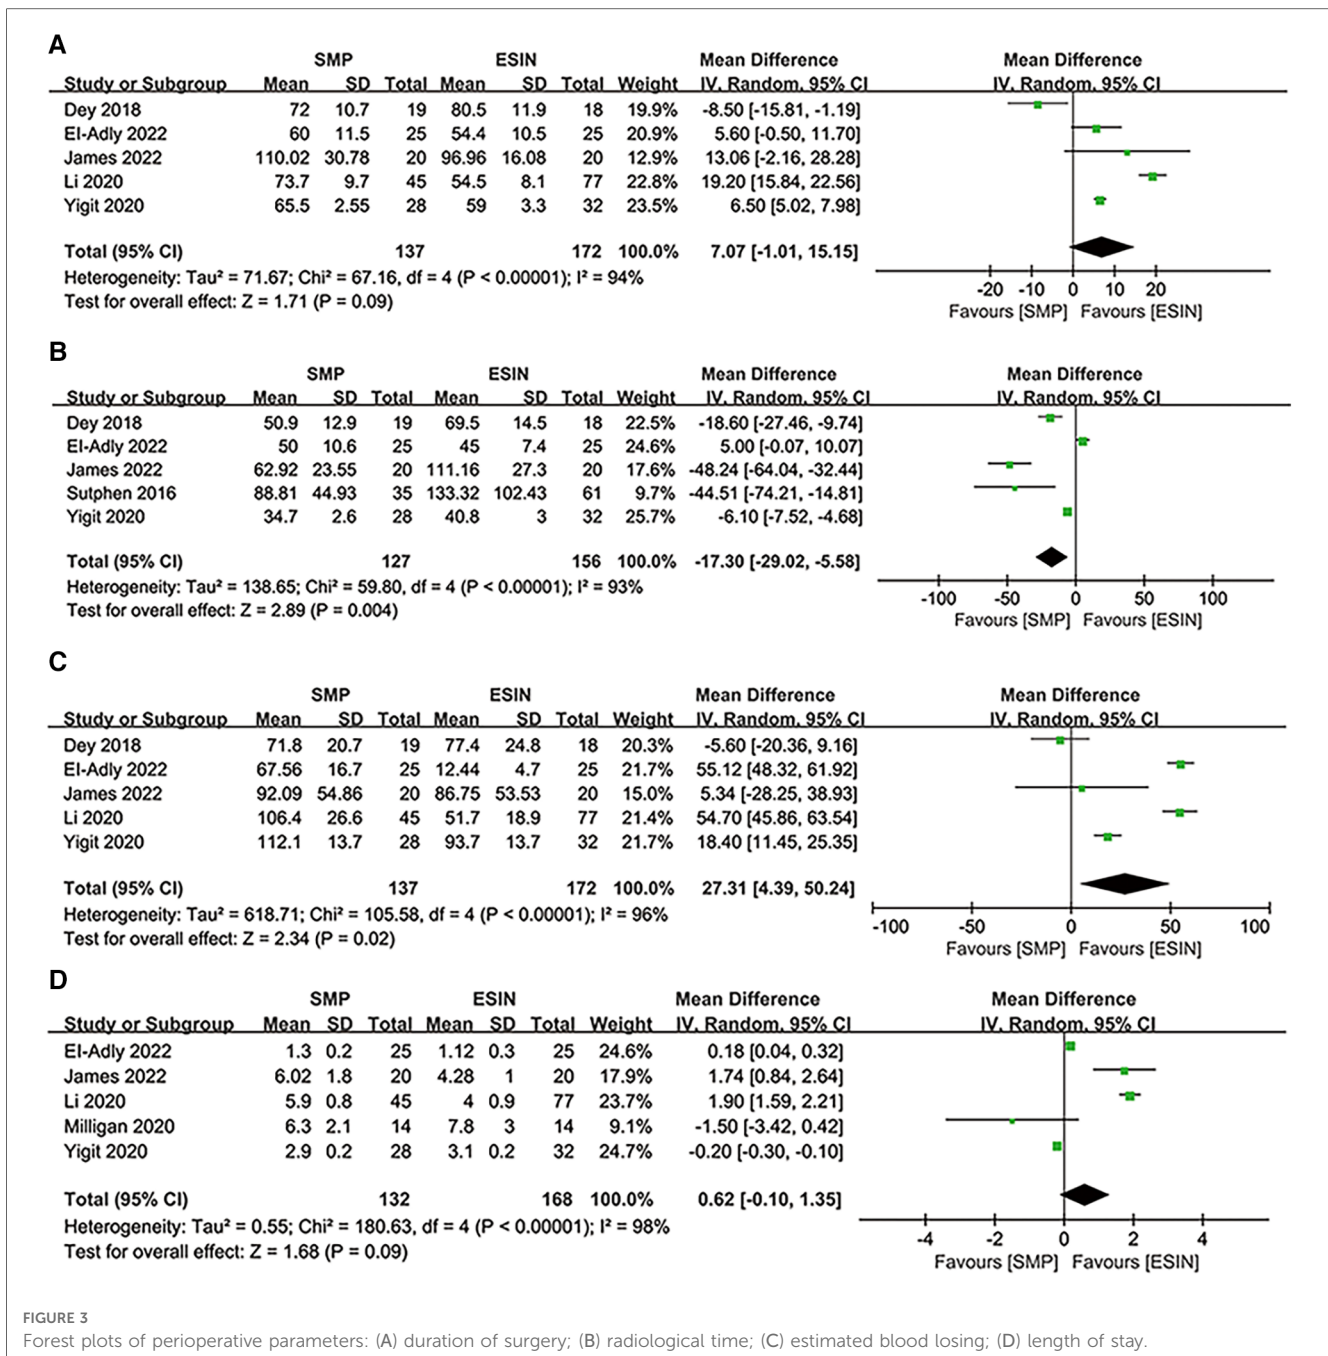 A
SMP ESIN Mean Difference Mean Difference
Study or Subgroup Mean SD Total Mean SD Total Weight IV, Random, 95% CI IV, Random, 95% CI
Dey 2018 72 10.7 19 80.5 11.9 18 19.9% -8.50 [-15.81, -1.19]
EI-Adly 2022 60 11.5 25 54.4 10.5 25 20.9% 5.60 [-0.50, 11.70]
James 2022 110.02 30.78 20 96.96 16.08 20 12.9% 13.06 [-2.16, 28.28]
Li 2020 73.7 9.7 45 54.5 8.1 77 22.8% 19.20 [15.84, 22.56]
Yigit 2020 65.5 2.55 28 59 3.3 32 23.5% 6.50 [5.02, 7.98]
Total (95% CI) 137 172 100.0% 7.07 [-1.01, 15.15]
Heterogeneity: Tau² = 71.67; Chi² = 67.16, df = 4 (P < 0.00001); I² = 94%
Test for overall effect: Z = 1.71 (P = 0.09)
-20 -10 0 10 20
Favours [SMP] Favours [ESIN]
B
SMP ESIN Mean Difference Mean Difference
Study or Subgroup Mean SD Total Mean SD Total Weight IV, Random, 95% CI IV, Random, 95% CI
Dey 2018 50.9 12.9 19 69.5 14.5 18 22.5% -18.60 [-27.46, -9.74]
EI-Adly 2022 50 10.6 25 45 7.4 25 24.6% 5.00 [-0.07, 10.07]
James 2022 62.92 23.55 20 111.16 27.3 20 17.6% -48.24 [-64.04, -32.44]
Sutphen 2016 88.81 44.93 35 133.32 102.43 61 9.7% -44.51 [-74.21, -14.81]
Yigit 2020 34.7 2.6 28 40.8 3 32 25.7% -6.10 [-7.52, -4.68]
Total (95% CI) 127 156 100.0% -17.30 [-29.02, -5.58]
Heterogeneity: Tau² = 138.65; Chi² = 59.80, df = 4 (P < 0.00001); I² = 93%
Test for overall effect: Z = 2.89 (P = 0.004)
-100 -50 0 50 100
Favours [SMP] Favours [ESIN]
C
SMP ESIN Mean Difference Mean Difference
Study or Subgroup Mean SD Total Mean SD Total Weight IV, Random, 95% CI IV, Random, 95% CI
Dey 2018 71.8 20.7 19 77.4 24.8 18 20.3% -5.60 [-20.36, 9.16]
EI-Adly 2022 67.56 16.7 25 12.44 4.7 25 21.7% 55.12 [48.32, 61.92]
James 2022 92.09 54.86 20 86.75 53.53 20 15.0% 5.34 [-28.25, 38.93]
Li 2020 106.4 26.6 45 51.7 18.9 77 21.4% 54.70 [45.86, 63.54]
Yigit 2020 112.1 13.7 28 93.7 13.7 32 21.7% 18.40 [11.45, 25.35]
Total (95% CI) 137 172 100.0% 27.31 [4.39, 50.24]
Heterogeneity: Tau² = 618.71; Chi² = 105.58, df = 4 (P < 0.00001); I² = 96%
Test for overall effect: Z = 2.34 (P = 0.02)
-100 -50 0 50 100
Favours [SMP] Favours [ESIN]
D
SMP ESIN Mean Difference Mean Difference
Study or Subgroup Mean SD Total Mean SD Total Weight IV, Random, 95% CI IV, Random, 95% CI
EI-Adly 2022 1.3 0.2 25 1.12 0.3 25 24.6% 0.18 [0.04, 0.32]
James 2022 6.02 1.8 20 4.28 1 20 17.9% 1.74 [0.84, 2.64]
Li 2020 5.9 0.8 45 4 0.9 77 23.7% 1.90 [1.59, 2.21]
Milligan 2020 6.3 2.1 14 7.8 3 14 9.1% -1.50 [-3.42, 0.42]
Yigit 2020 2.9 0.2 28 3.1 0.2 32 24.7% -0.20 [-0.30, -0.10]
Total (95% CI) 132 168 100.0% 0.62 [-0.10, 1.35]
Heterogeneity: Tau² = 0.55; Chi² = 180.63, df = 4 (P < 0.00001); I² = 98%
Test for overall effect: Z = 1.68 (P = 0.09)
-4 -2 0 2 4
Favours [SMP] Favours [ESIN]
FIGURE 3
Forest plots of perioperative parameters: (A) duration of surgery; (B) radiological time; (C) estimated blood losing; (D) length of stay.